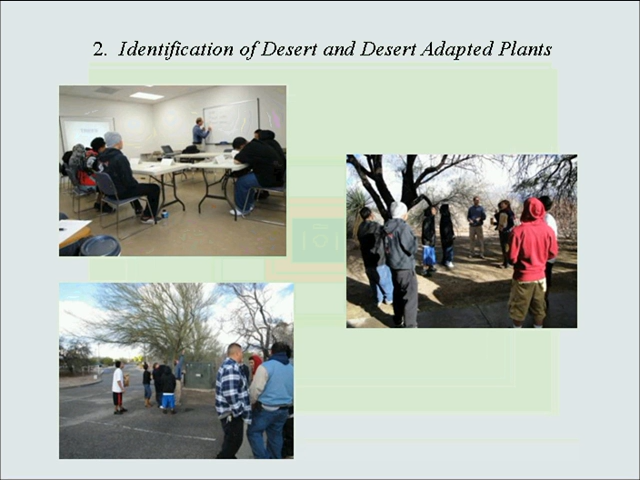 2. Identification of Desert and Desert Adapted Plants